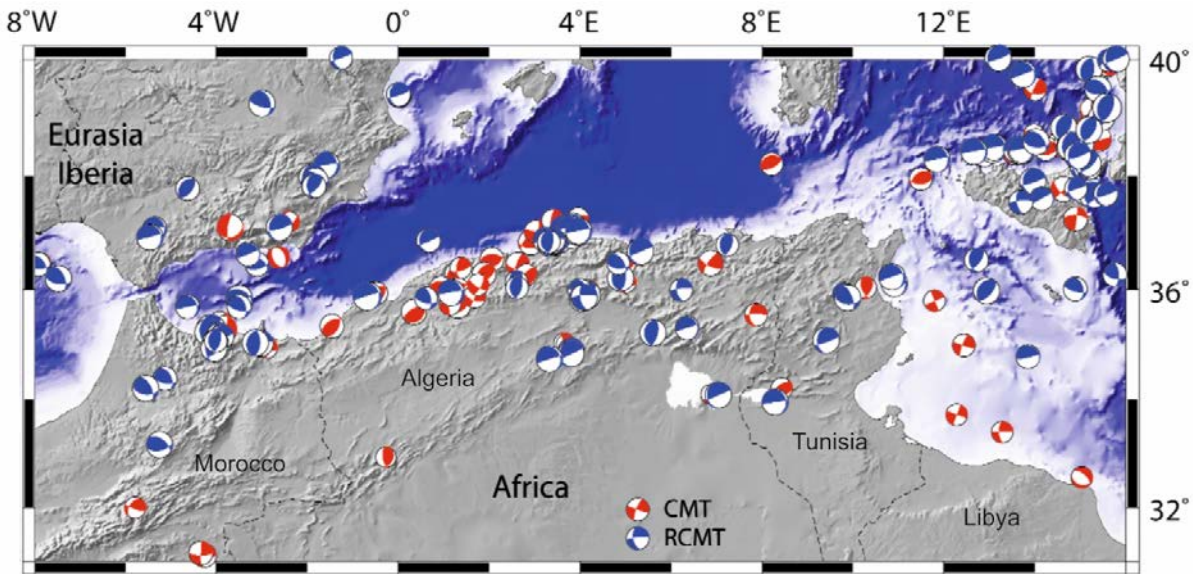 8˚W 4˚W 0˚ 4˚E 8˚E 12˚E
40˚
Eurasia
Iberia
36˚
Algeria
Tunisia
Morocco
Africa
CMT
Libya
RCMT
32˚